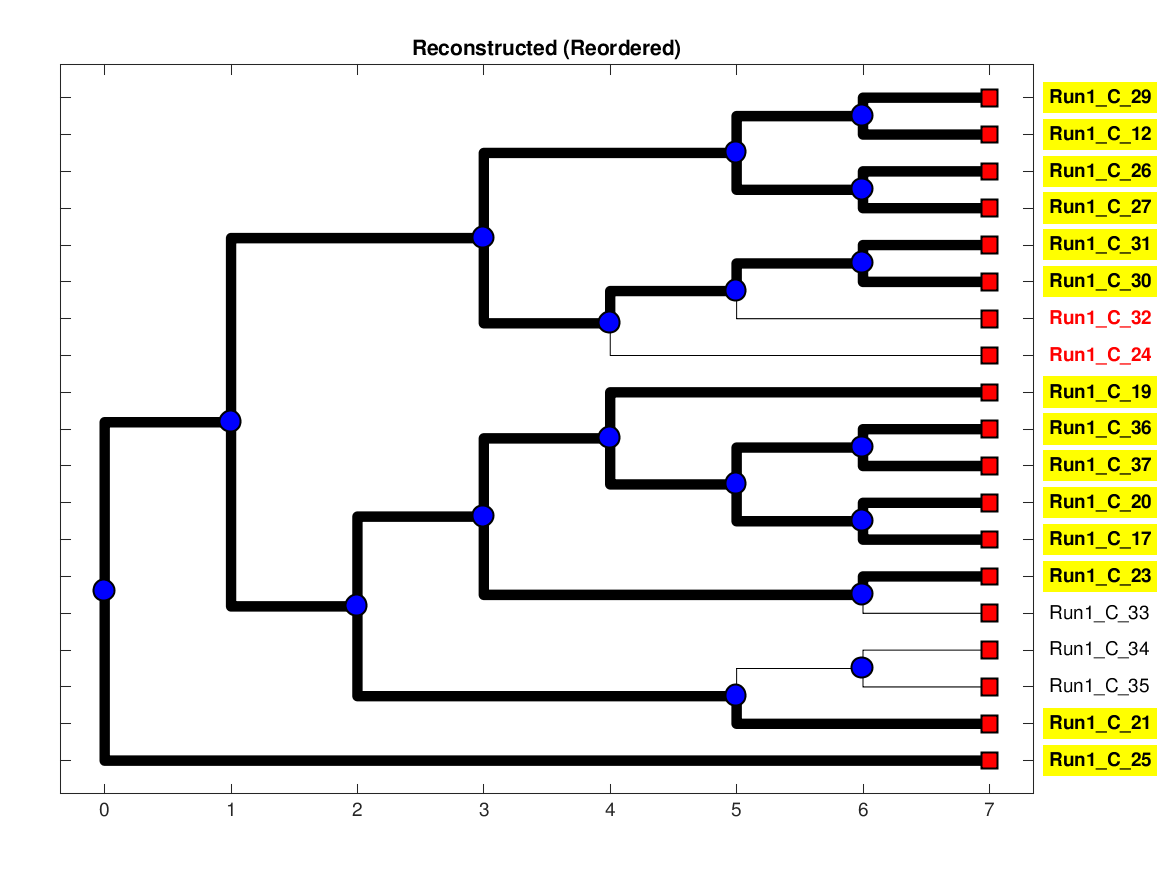 Reconstructed (Reordered)
Run1_C_29
Run1_C_12
Run1_C_26
Run1_C_27
Run1_C_31
Run1_C_30
Run1_C_32
Run1_C_24
Run1_C_19
Run1_C_36
Run1_C_37
Run1_C_20
Run1_C_17
Run1_C_23
Run1_C_33
Run1_C_34
Run1_C_35
Run1_C_21
Run1_C_25
0 1 2 3 4 5 6 7